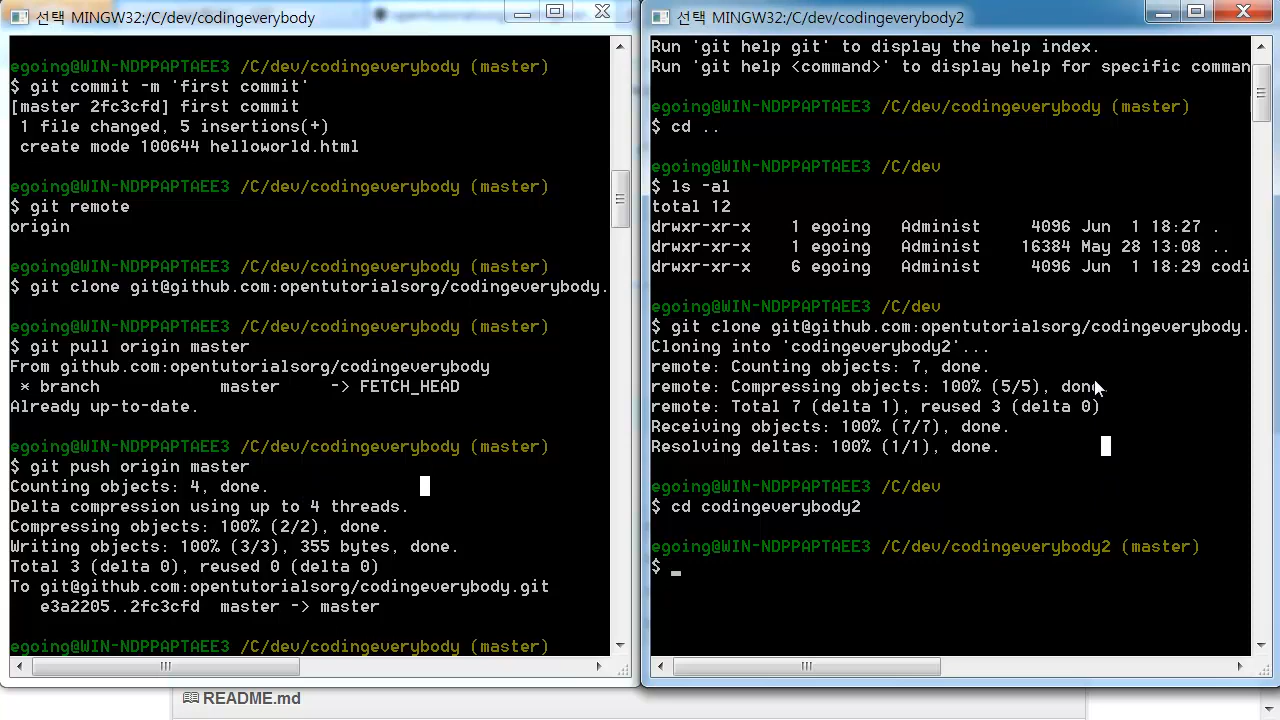 선택 MINGW32:/C/dev/codingeverybody
egoing@WIN-NDPPAPTAEE3 /C/dev/codingeverybody (master)
$ git commit -m 'first commit'
[master 2fc3cfd] first commit
1 file changed, 5 insertions(+)
create mode 100644 helloworld.html
egoing@WIN-NDPPAPTAEE3 /C/dev/codingeverybody (master)
$ git remote
origin
egoing@WIN-NDPPAPTAEE3 /C/dev/codingeverybody (master)
$ git clone git@github.com:opentutorialsorg/codingeverybody.
egoing@WIN-NDPPAPTAEE3 /C/dev/codingeverybody (master)
$ git pull origin master
From github.com:opentutorialsorg/codingeverybody
* branch master -> FETCH_HEAD
Already up-to-date.
egoing@WIN-NDPPAPTAEE3 /C/dev/codingeverybody (master)
$ git push origin master
Counting objects: 4, done.
Delta compression using up to 4 threads.
Compressing objects: 100% (2/2), done.
Writing objects: 100% (3/3), 355 bytes, done.
Total 3 (delta 0), reused 0 (delta 0)
To git@github.com:opentutorialsorg/codingeverybody.git
e3a2205..2fc3cfd master -> master
egoing@WIN-NDPPAPTAEE3 /C/dev/codingeverybody (master)
선택 MINGW32:/C/dev/codingeverybody2
Run 'git help git' to display the help index.
Run 'git help <command>' to display help for specific comman
egoing@WIN-NDPPAPTAEE3 /C/dev/codingeverybody (master)
$ cd ..
egoing@WIN-NDPPAPTAEE3 /C/dev
$ ls -al
total 12
drwxr-xr-x 1 egoing Administ 4096 Jun 1 18:27 .
drwxr-xr-x 1 egoing Administ 16384 May 28 13:08 ..
drwxr-xr-x 6 egoing Administ 4096 Jun 1 18:29 codi
egoing@WIN-NDPPAPTAEE3 /C/dev
$ git clone git@github.com:opentutorialsorg/codingeverybody.
Cloning into 'codingeverybody2'...
remote: Counting objects: 7, done.
remote: Compressing objects: 100% (5/5), done.
remote: Total 7 (delta 1), reused 3 (delta 0)
Receiving objects: 100% (7/7), done.
Resolving deltas: 100% (1/1), done.
egoing@WIN-NDPPAPTAEE3 /C/dev
$ cd codingeverybody2
egoing@WIN-NDPPAPTAEE3 /C/dev/codingeverybody2 (master)
$ _
README.md